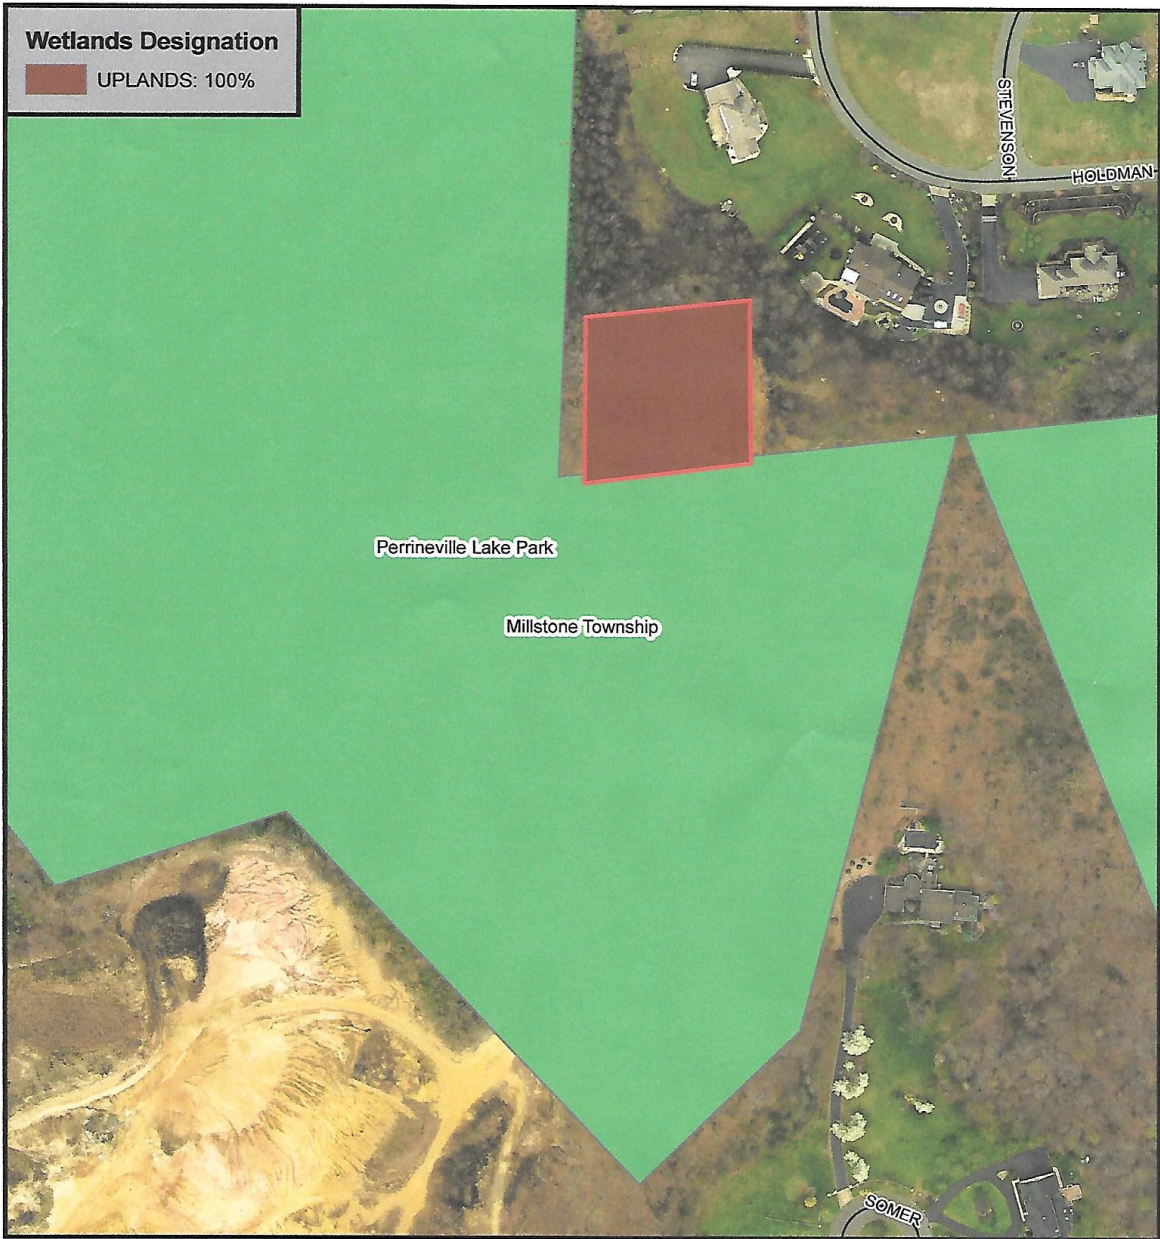 Wetlands Designation
UPLANDS: 100%
STEVENSON
HOLDMAN
Perrineville Lake Park
Millstone Township
SOMER